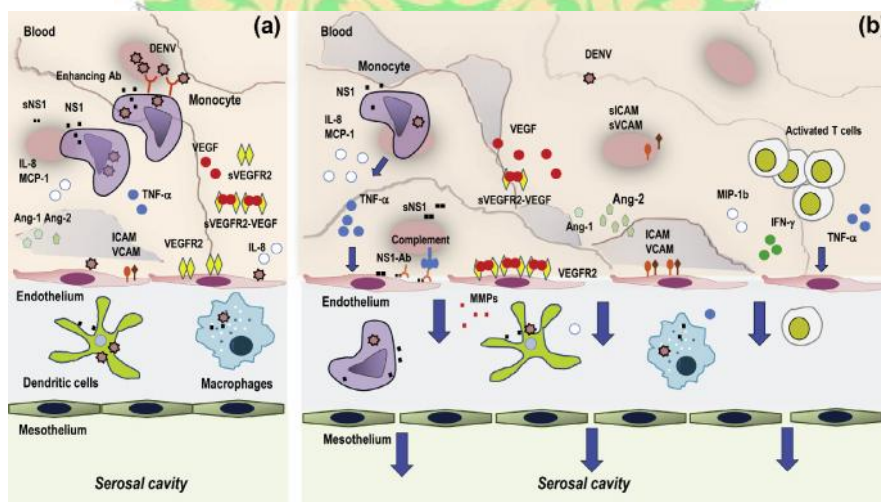 (a)
Blood
DENV
Enhancing Ab
Monocyte
sNS1
NS1
VEGF
sVEGFR2
IL-8
MCP-1
TNF-α
sVEGFR2-VEGF
Ang-1 Ang-2
ICAM
VCAM
VEGFR2
IL-8
Endothelium
Dendritic cells
Macrophages
Mesothelium
Serosal cavity
(b)
Blood
Monocyte
DENV
NS1
IL-8
MCP-1
VEGF
sICAM
sVCAM
Activated T cells
sVEGFR2-VEGF
TNF-α
sNS1
Ang-2
Ang-1
MIP-1b
IFN-γ
TNF-α
Complement
NS1-Ab
ICAM
VCAM
VEGFR2
MMPs
Endothelium
Mesothelium
Serosal cavity